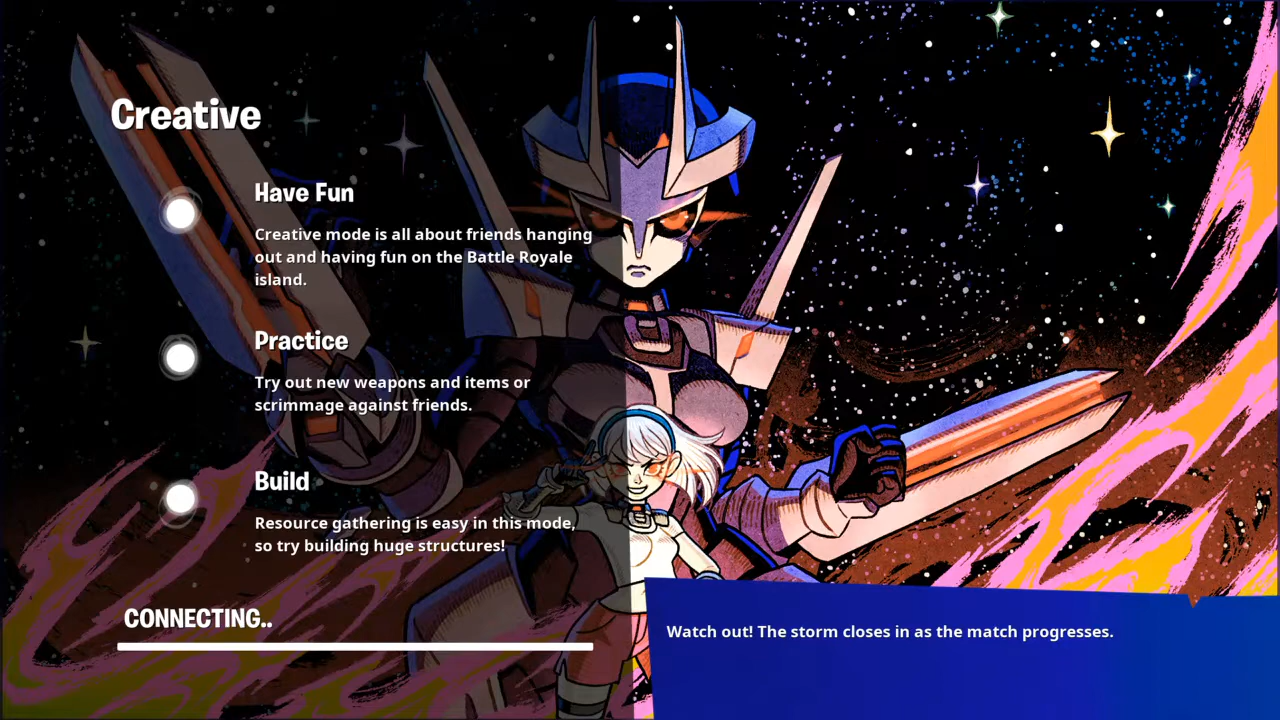 Creative
Have Fun
Creative mode is all about friends hanging
out and having fun on the Battle Royale
island.
Practice
Try out new weapons and items or
scrimmage against friends.
Build
Resource gathering is easy in this mode,
so try building huge structures!
CONNECTING..
Watch out! The storm closes in as the match progresses.